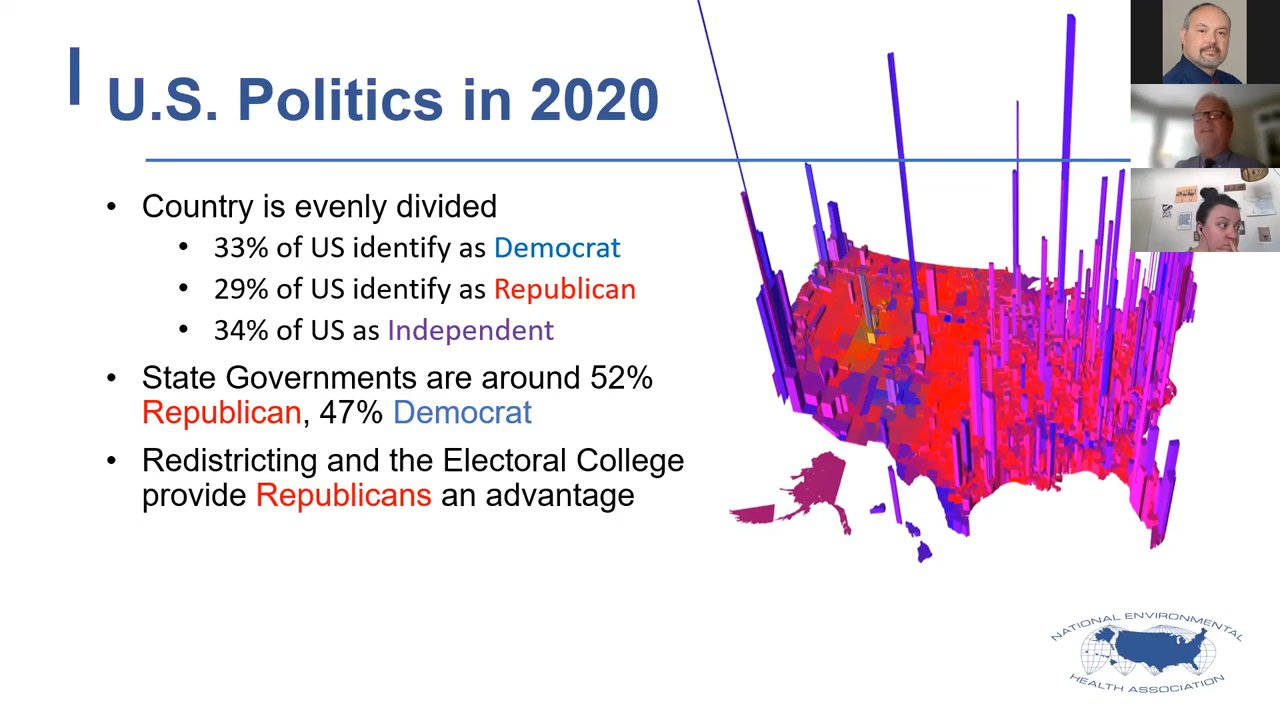 U.S. Politics in 2020
• Country is evenly divided
• 33% of US identify as Democrat
• 29% of US identify as Republican
• 34% of US as Independent
• State Governments are around 52%
Republican, 47% Democrat
• Redistricting and the Electoral College
provide Republicans an advantage
NATIONAL ENVIRONMENTAL
HEALTH ASSOCIATION